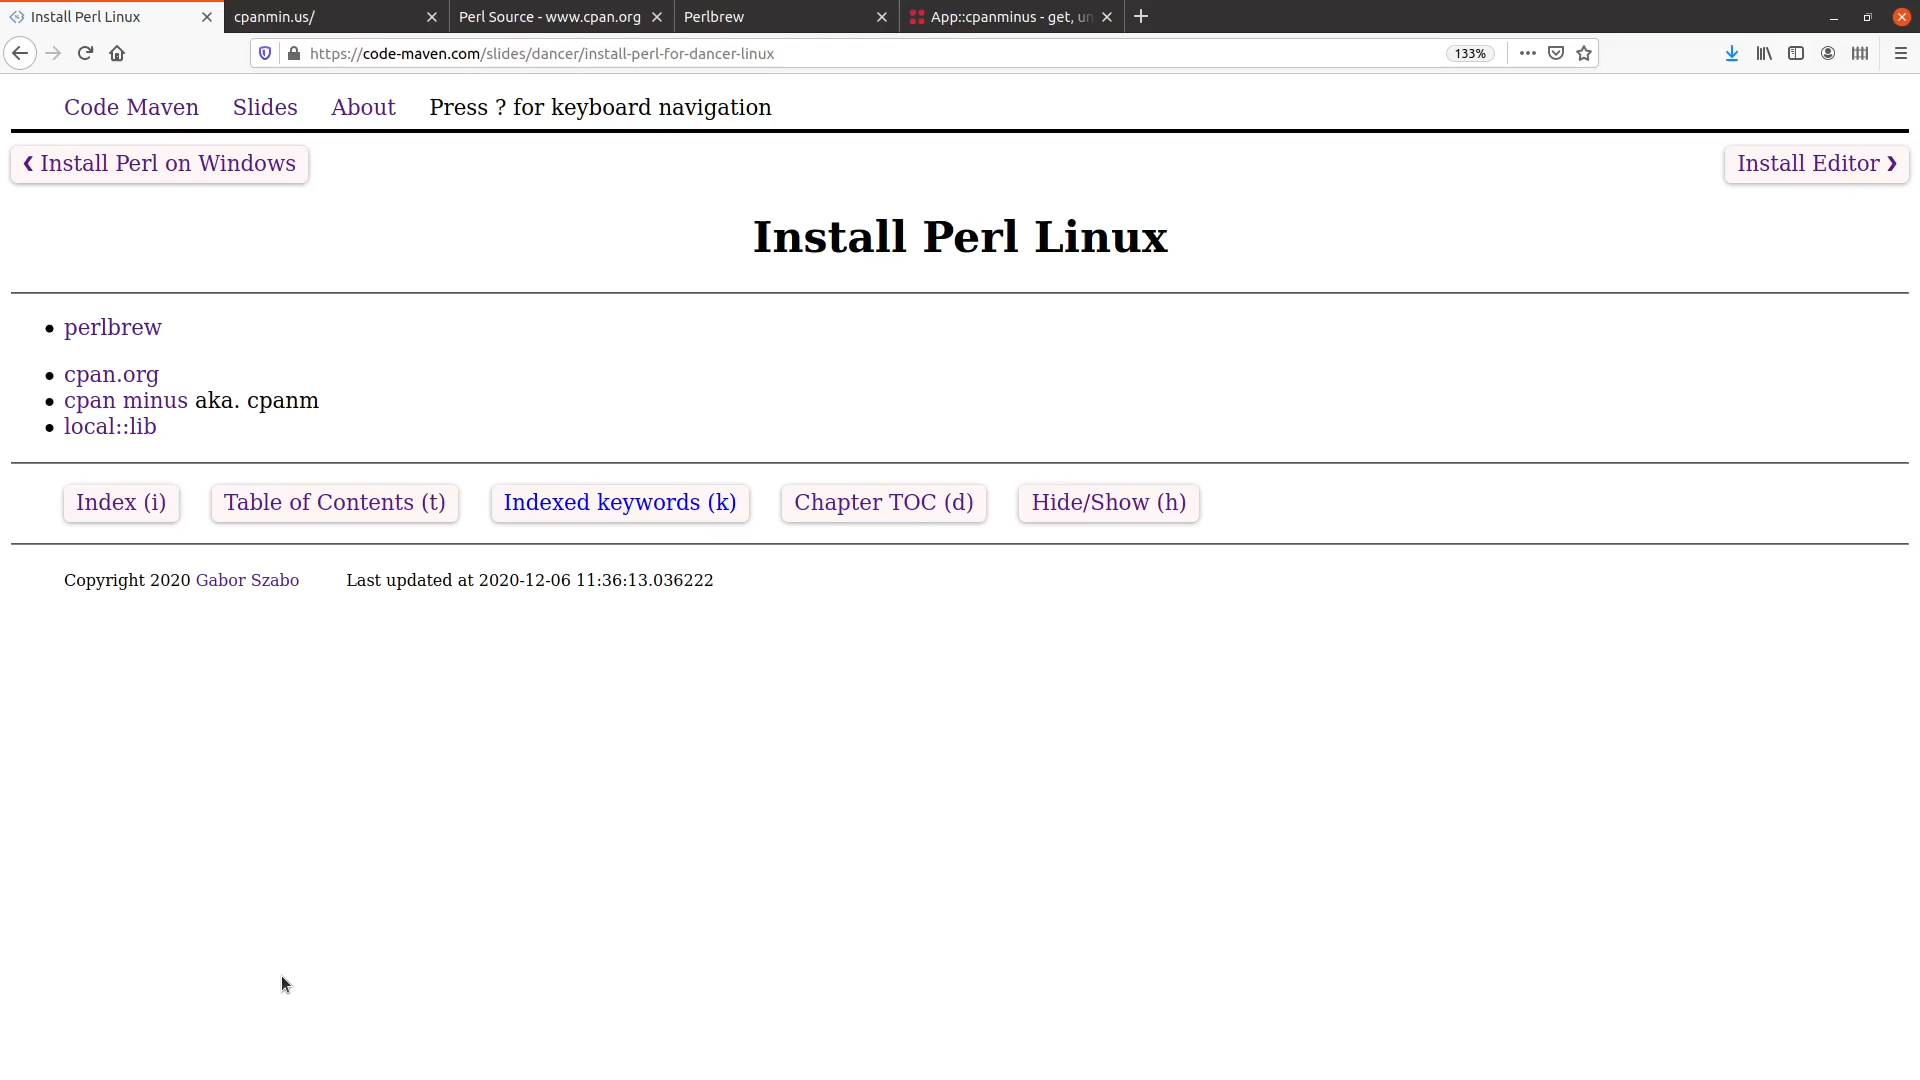 Install Perl Linux
cpanmin.us/
Perl Source - www.cpan.org
Perlbrew
App::cpanminus - get, un
https://code-maven.com/slides/dancer/install-perl-for-dancer-linux
133%
Code Maven Slides About Press ? for keyboard navigation
❮ Install Perl on Windows
Install Editor ❯
Install Perl Linux
• perlbrew
• cpan.org
• cpan minus aka. cpanm
• local::lib
Index (i) Table of Contents (t) Indexed keywords (k) Chapter TOC (d) Hide/Show (h)
Copyright 2020 Gabor Szabo Last updated at 2020-12-06 11:36:13.036222